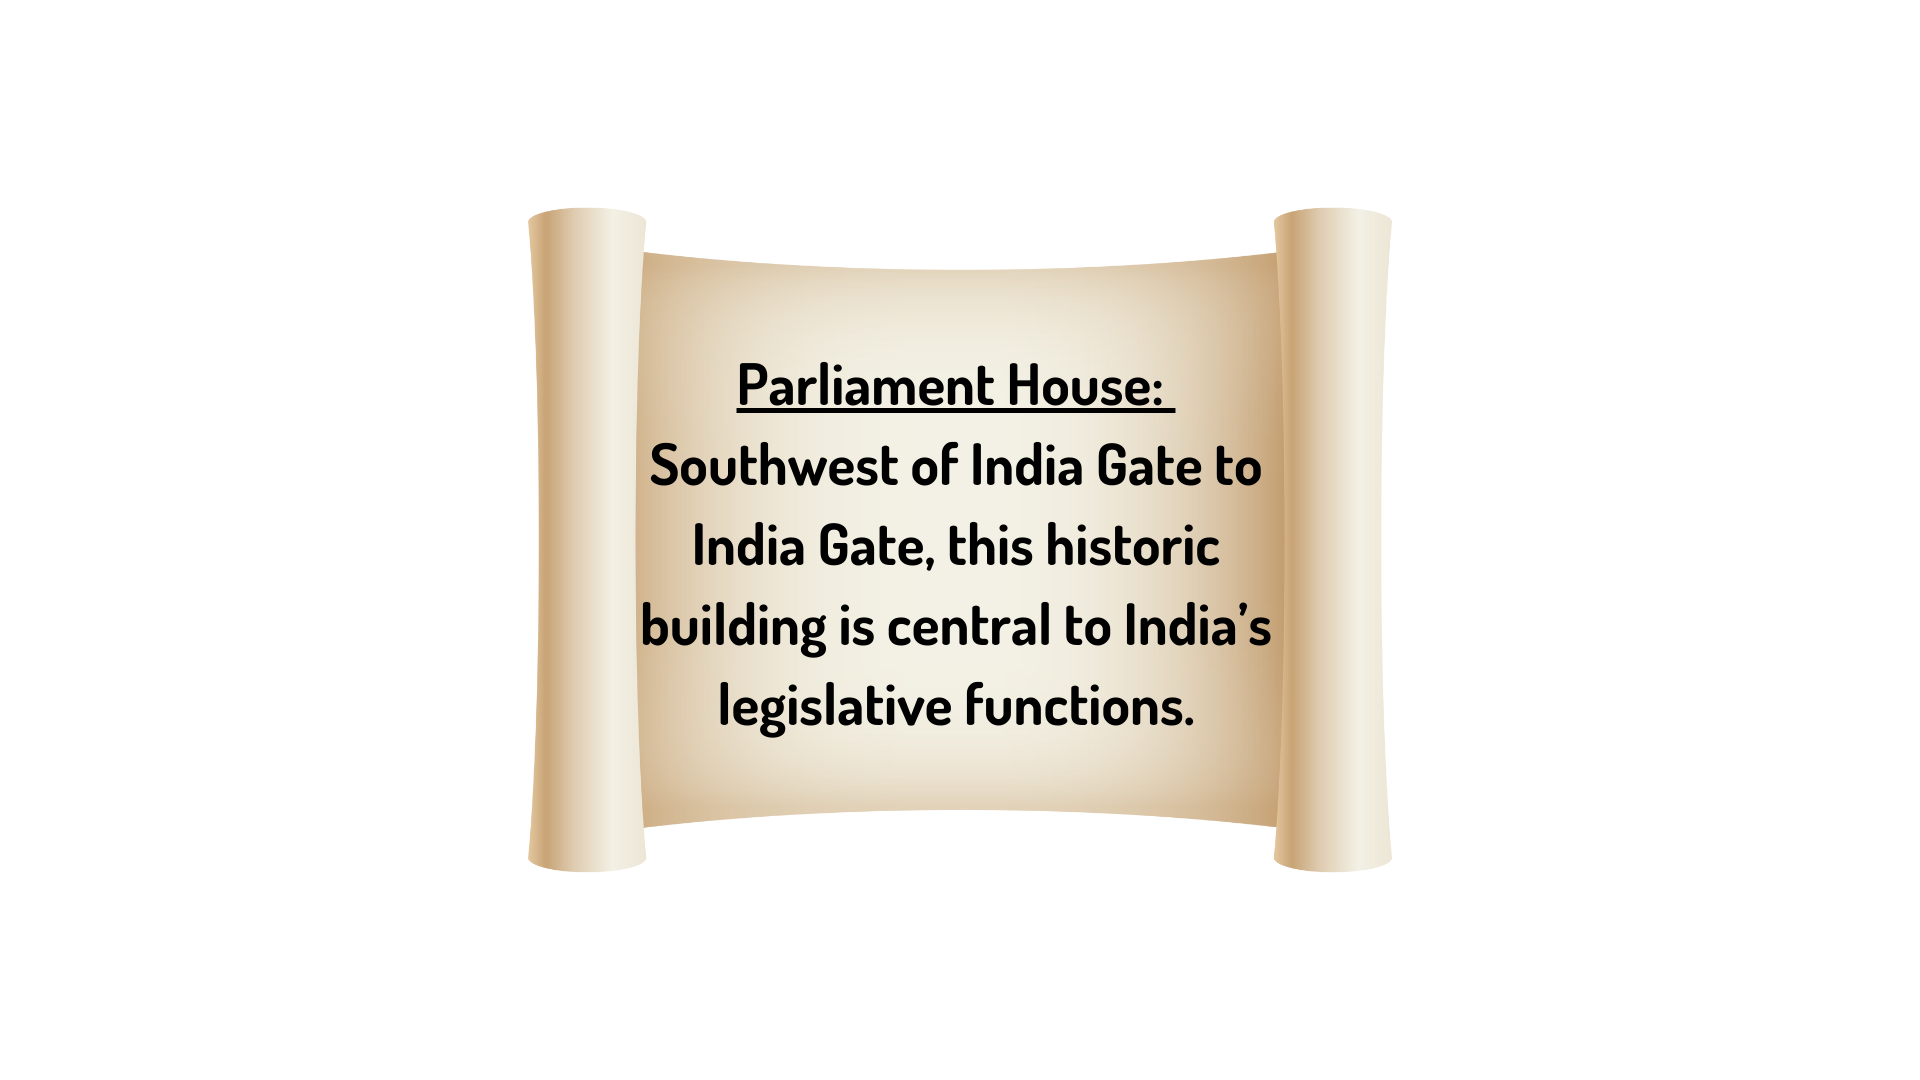 Parliament House:
Southwest of India Gate to
India Gate, this historic
building is central to India’s
legislative functions.